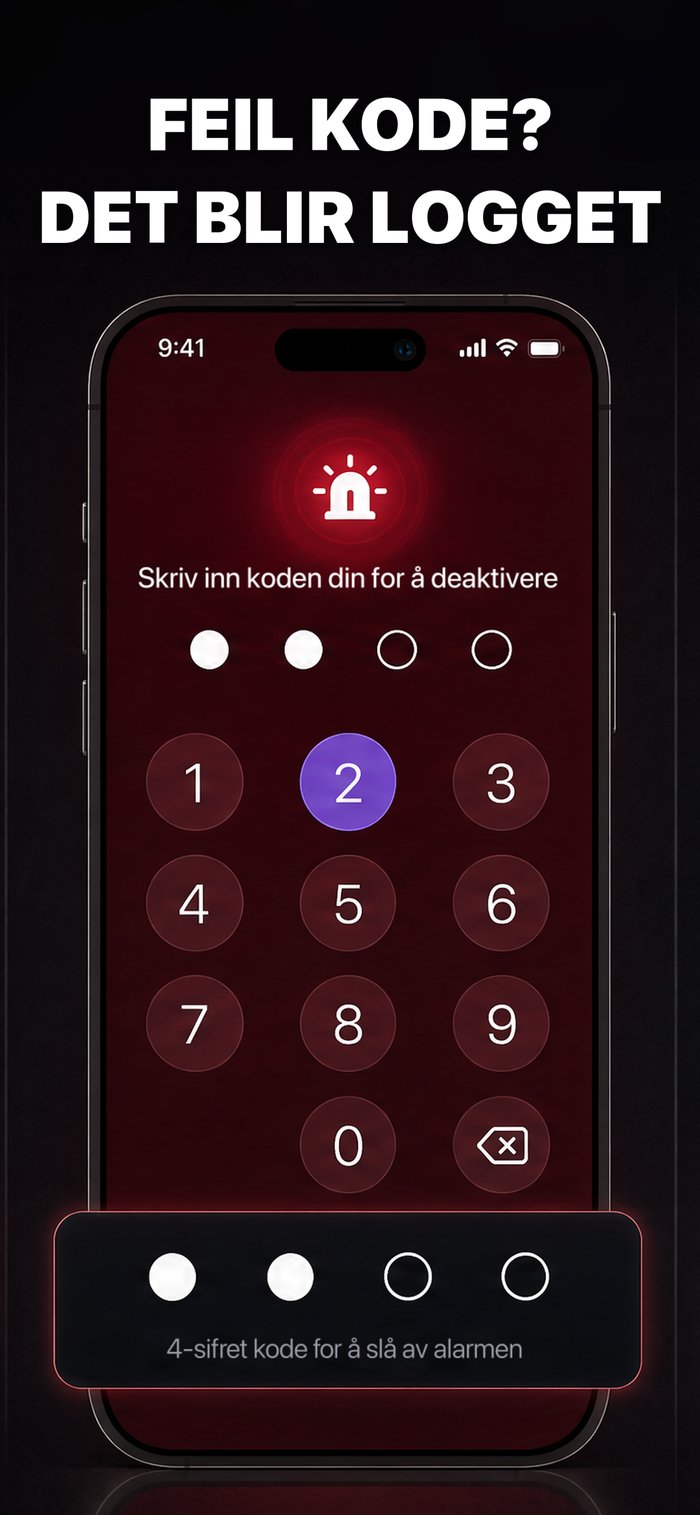 FEIL KODE?
DET BLIR LOGGET
9:41
Skriv inn koden din for å deaktivere
1 2 3
4 5 6
7 8 9
0
4-sifret kode for å slå av alarmen